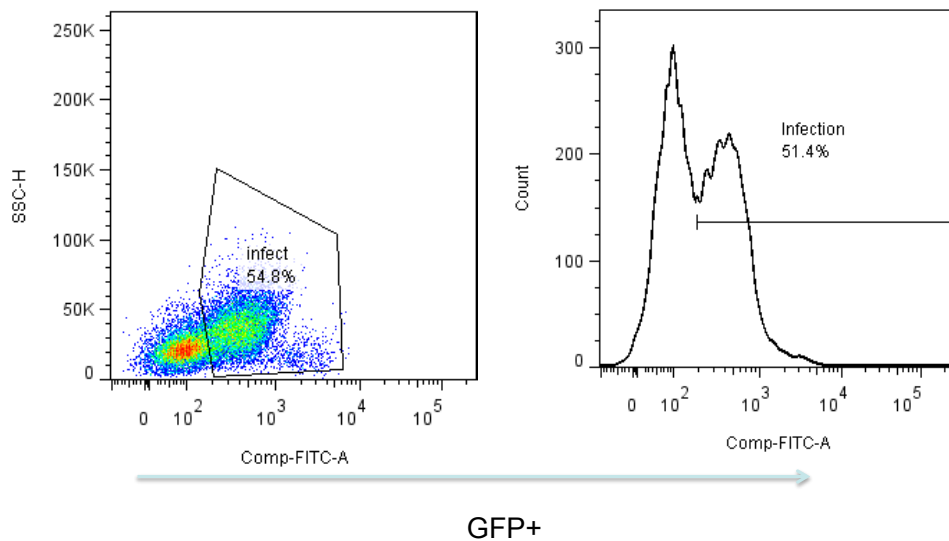 250K
200K
150K
100K
50K
0
SSC-H
infect
54.8%
0 10^2 10^3 10^4 10^5
Comp-FITC-A
300
200
100
0
Count
Infection
51.4%
0 10^2 10^3 10^4 10^5
Comp-FITC-A
GFP+